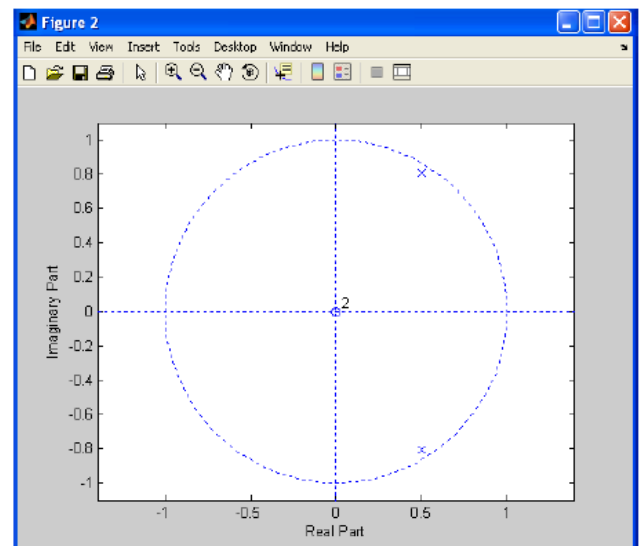 Figure 2
File Edit View Insert Tools Desktop Window Help
1
0.8
0.6
0.4
0.2
0
-0.2
-0.4
-0.6
-0.8
-1
Imaginary Part
2
-1 -0.5 0 0.5 1
Real Part